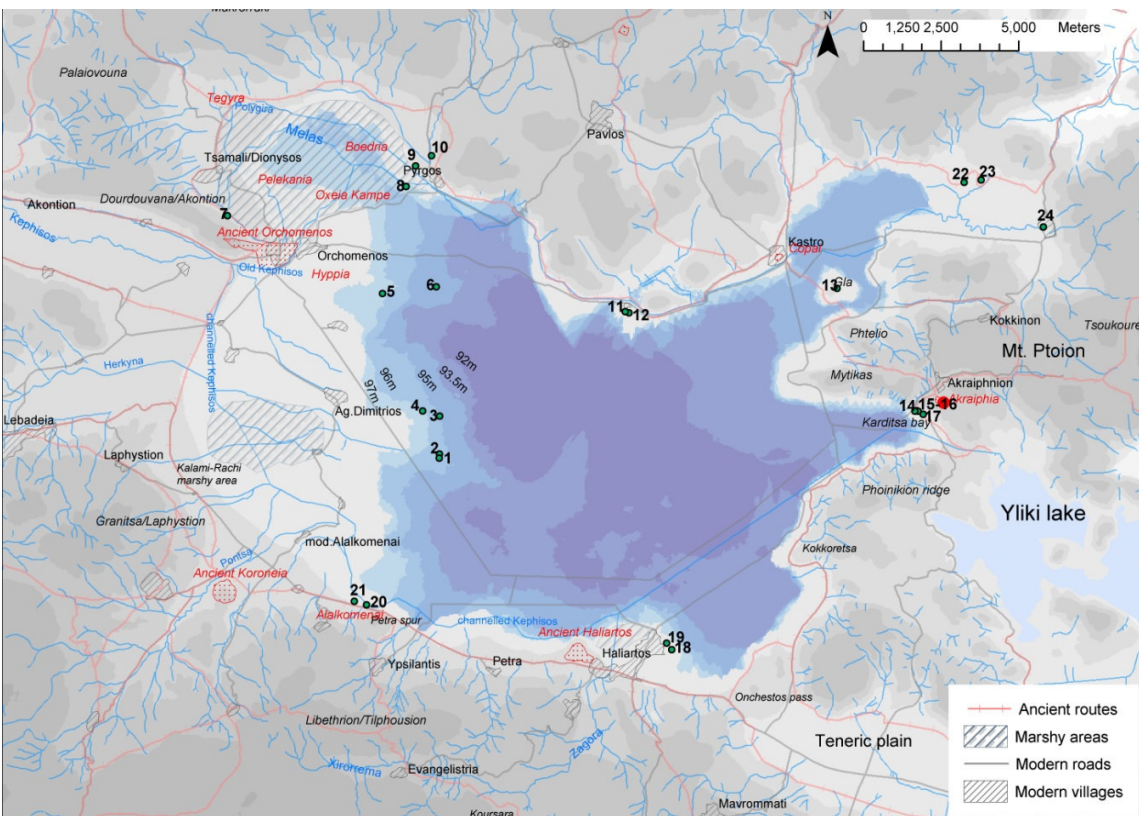 Makrorrafi
N
0 1,250 2,500 5,000 Meters
Palaiovouna
Tegyra
Polygira
Melas
Boedria
Pavlos
Tsamali/Dionysos
9
10
Pyrgos
8
Pelekania
Oxeia Kampe
22
23
Dourdouvana/Akontion
Akontion
7
Kephisos
Ancient Orchomenos
24
Orchomenos
Kastro
Copai
Old Kephisos
Hyppia
6
5
13
Gla
11
12
channelled Kephisos
Kokkinon
Tsoukoure
Phtelio
Mt. Ptoion
92m
93.5m
95m
96m
97m
Herkyna
Mytikas
Akraiphnion
Akraiphia
Ag.Dimitrios
4
3
14
15
16
17
Karditsa bay
Lebadeia
Laphystion
2
1
Kalami-Rachi
marshy area
Phoinikion ridge
Yliki lake
Granitsa/Laphystion
mod.Alalkomenai
Kokkoretsa
Pontsa
Ancient Koroneia
21
20
Alalkomenai
Petra spur
channelled Kephisos
Ancient Haliartos
19
18
Haliartos
Ypsilantis
Petra
Onchestos pass
Libethrion/Tilphousion
Zagora
Teneric plain
Xirorrema
Evangelistria
Mavrommati
Koursara
Ancient routes
Marshy areas
Modern roads
Modern villages